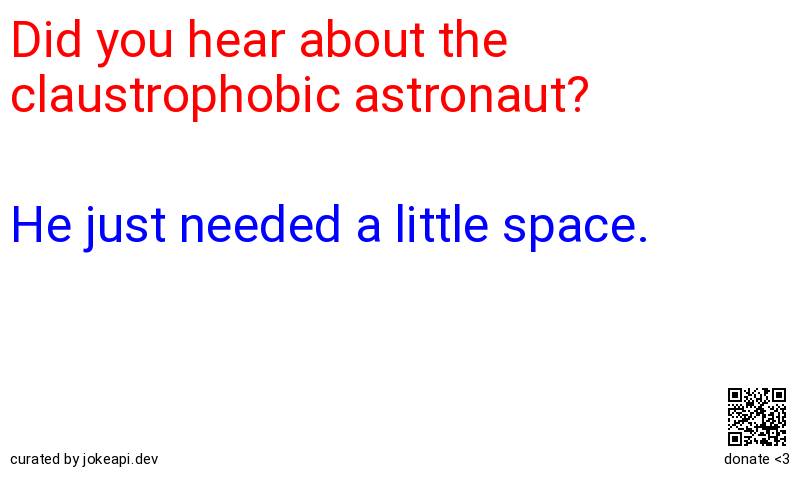 Did you hear about the
claustrophobic astronaut?
He just needed a little space.
curated by jokeapi.dev
donate <3